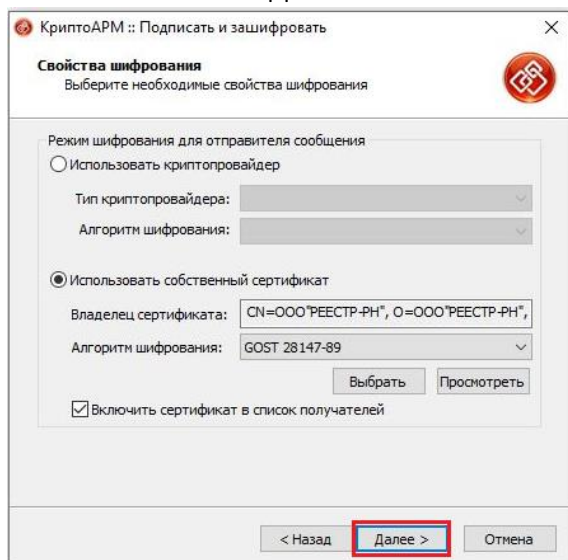 КриптоАРМ :: Подписать и зашифровать
Свойства шифрования
Выберите необходимые свойства шифрования
Режим шифрования для отправителя сообщения
Использовать криптопровайдер
Тип криптопровайдера:
Алгоритм шифрования:
Использовать собственный сертификат
Владелец сертификата: CN=ООО"РЕЕСТР-РН", O=ООО"РЕЕСТР-РН",
Алгоритм шифрования: GOST 28147-89
Выбрать Просмотреть
Включить сертификат в список получателей
< Назад Далее > Отмена